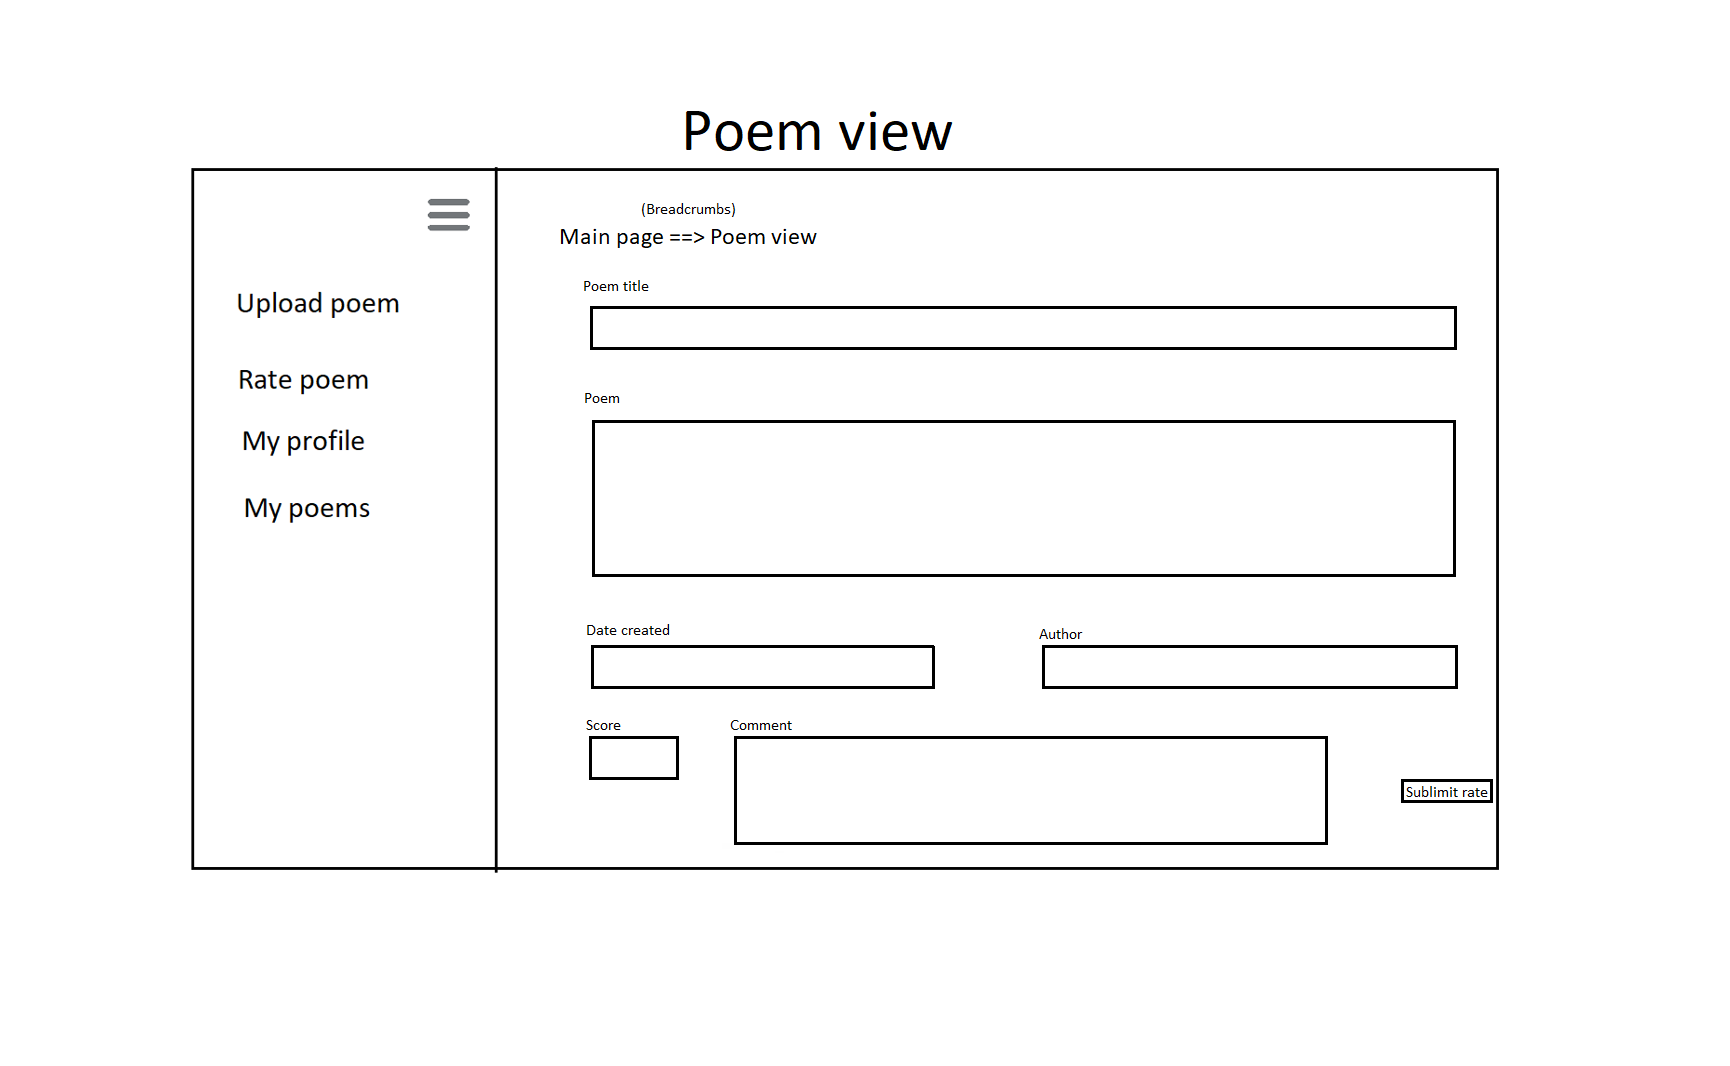 Poem view
Upload poem
Rate poem
My profile
My poems
(Breadcrumbs)
Main page ==> Poem view
Poem title
Poem
Date created
Author
Score
Comment
Sublimit rate